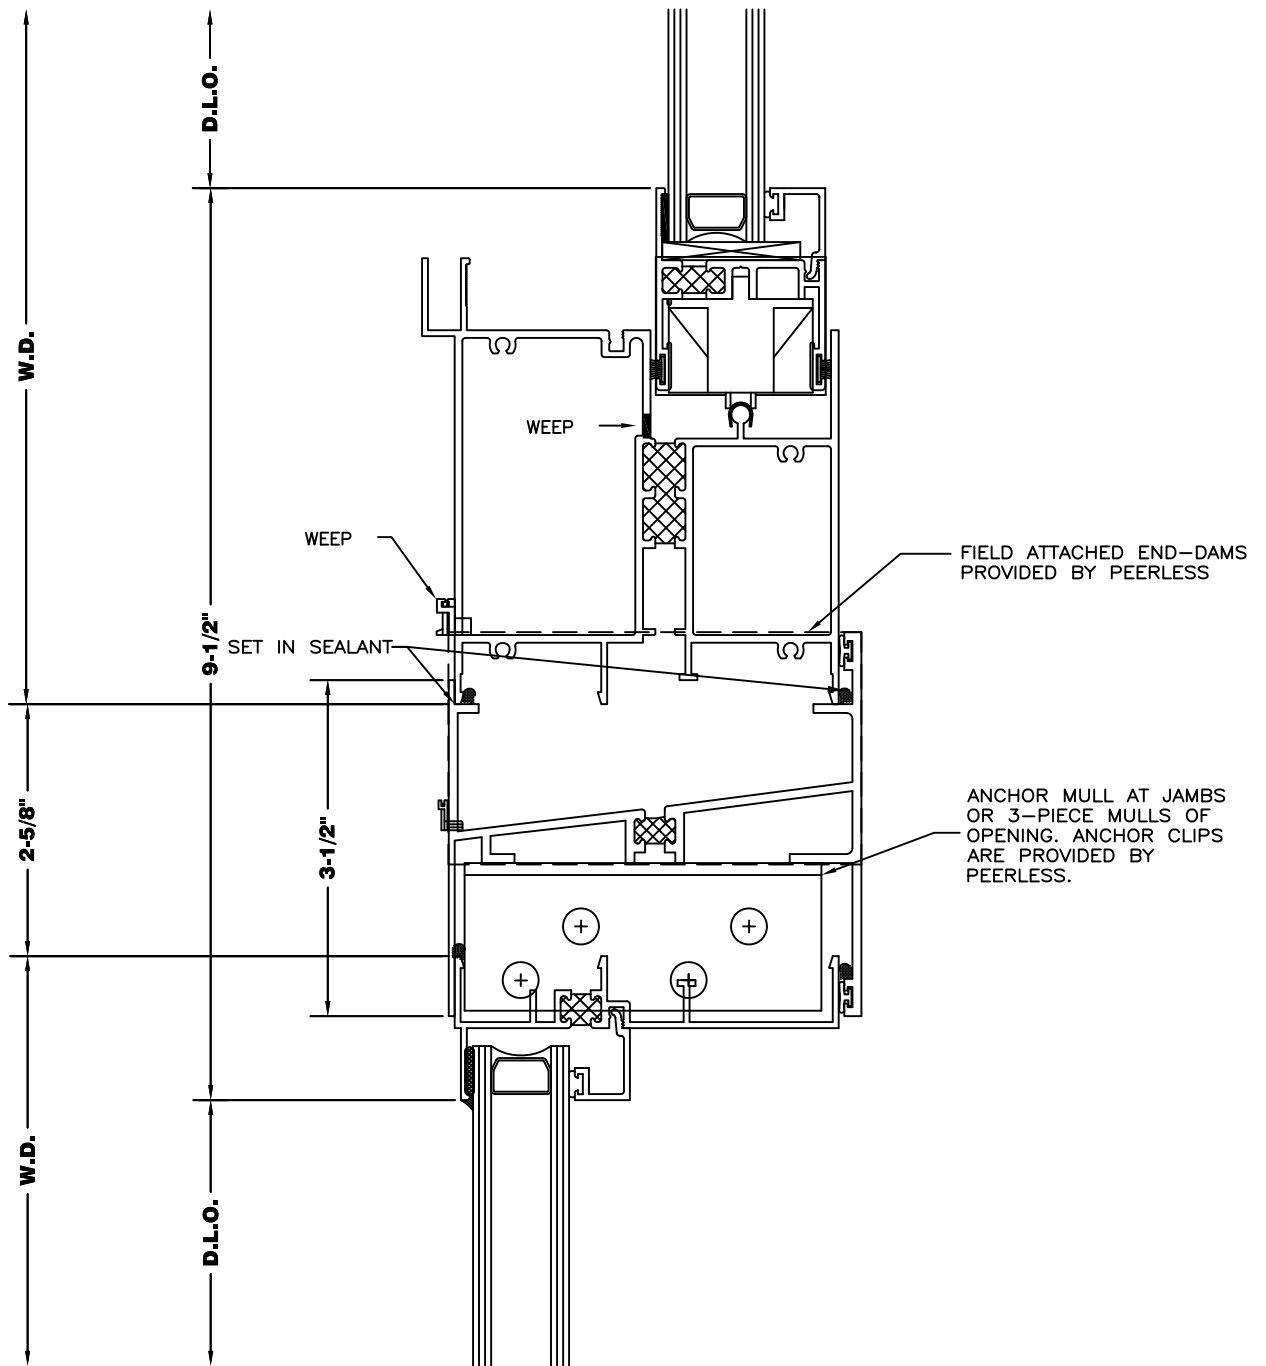 D.L.O.
W.D.
WEEP
WEEP
FIELD ATTACHED END-DAMS
PROVIDED BY PEERLESS
9-1/2"
SET IN SEALANT
2-5/8"
3-1/2"
ANCHOR MULL AT JAMBS
OR 3-PIECE MULLS OF
OPENING. ANCHOR CLIPS
ARE PROVIDED BY
PEERLESS.
W.D.
D.L.O.